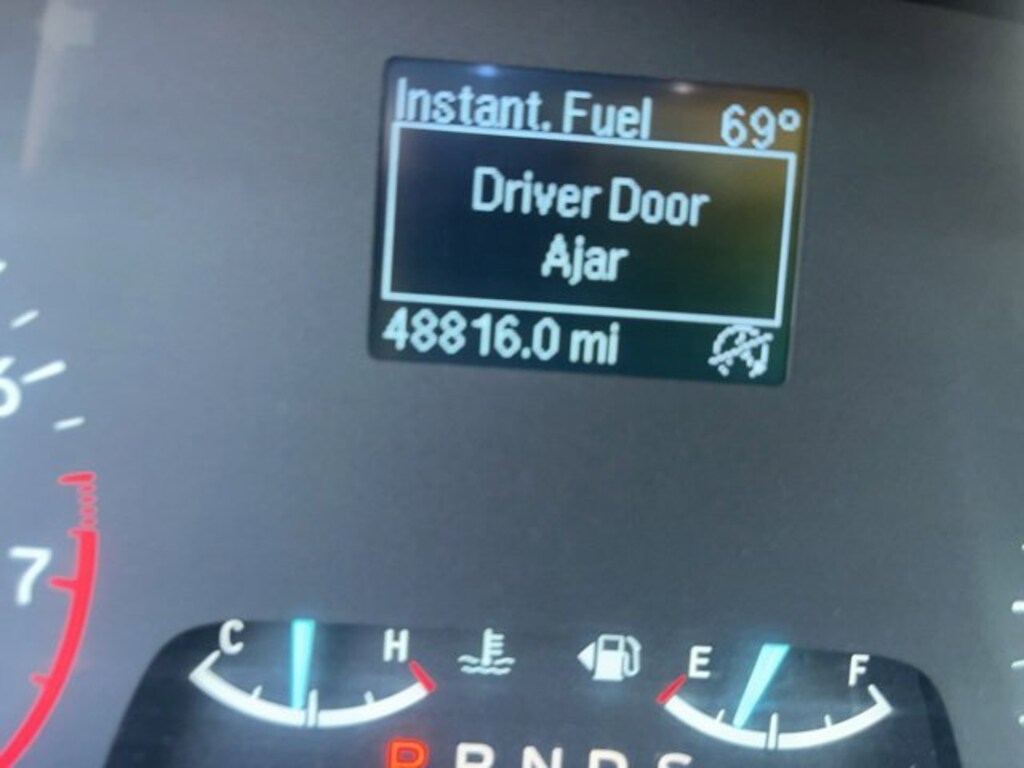 Instant. Fuel 69°
Driver Door
Ajar
48816.0 mi
6
7
C H E F
P R N D S